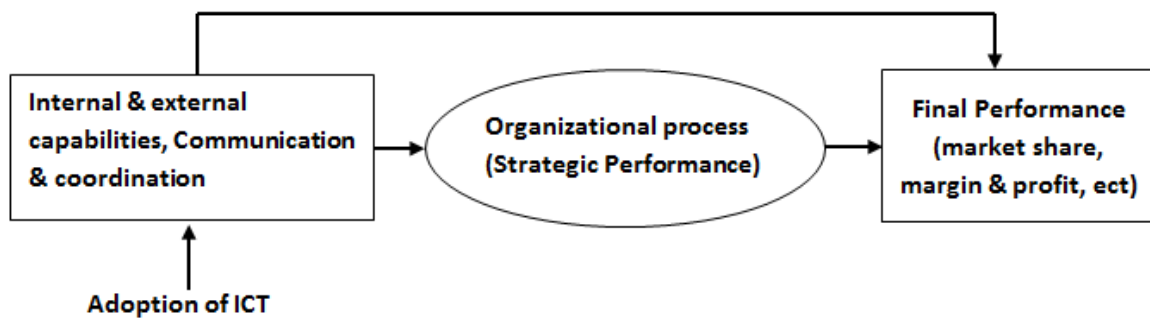 Internal & external
capabilities, Communication
& coordination
Organizational process
(Strategic Performance)
Final Performance
(market share,
margin & profit, ect)
Adoption of ICT